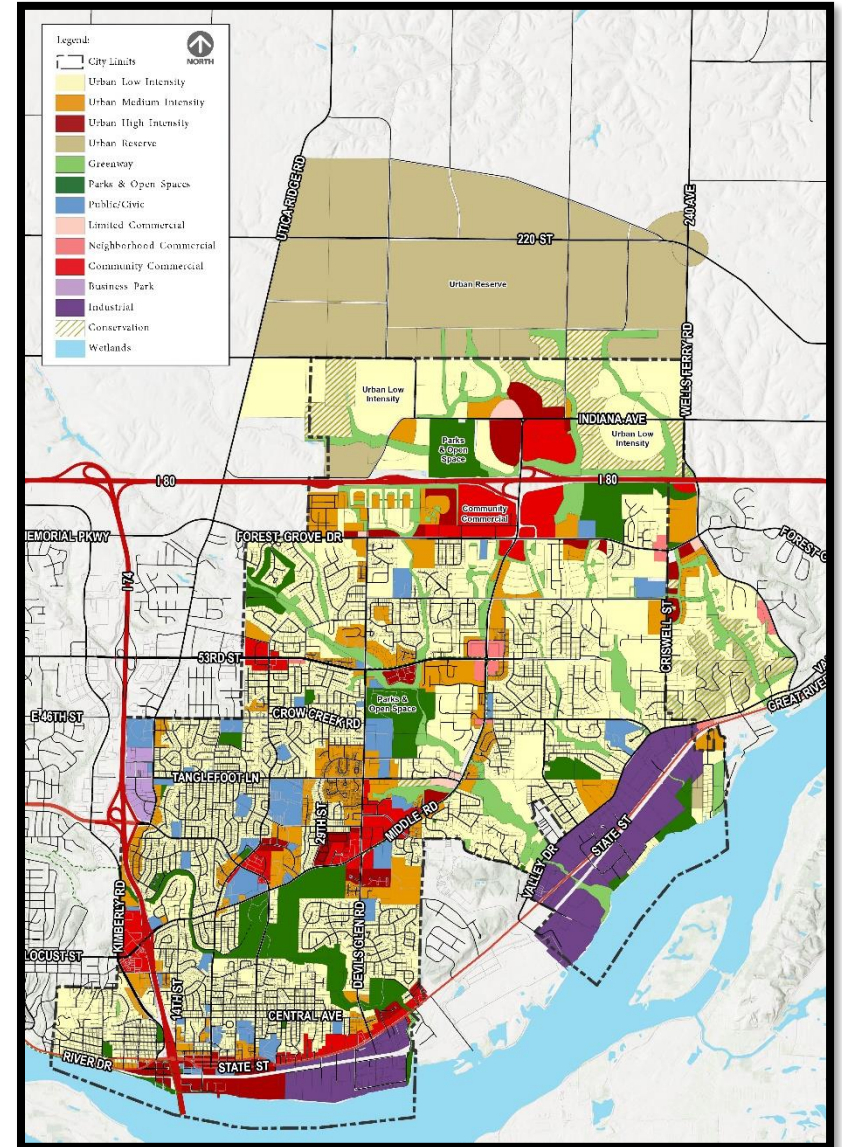 Legend:
NORTH
City Limits
Urban Low Intensity
Urban Medium Intensity
Urban High Intensity
Urban Reserve
Greenway
Parks & Open Spaces
Public/Civic
Limited Commercial
Neighborhood Commercial
Community Commercial
Business Park
Industrial
Conservation
Wetlands
UTICA RIDGE RD
240 AVE
220 ST
Urban Reserve
WELLS FERRY RD
Urban Low
Intensity
INDIANA AVE
Urban Low
Intensity
Parks
& Open
Space
I 80
I 80
Community
Commercial
EMORIAL PKWY
FOREST GROVE DR
FOREST G
I 74
CRISWELL ST
53RD ST
Parks &
Open Space
GREAT RIVER
VA
E 46TH ST
CROW CREEK RD
TANGLEFOOT LN
29TH ST
MIDDLE RD
STATE ST
VALLEY DR
KIMBERLY RD
DEVILS GLEN RD
LOCUST ST
14TH ST
CENTRAL AVE
RIVER DR
STATE ST